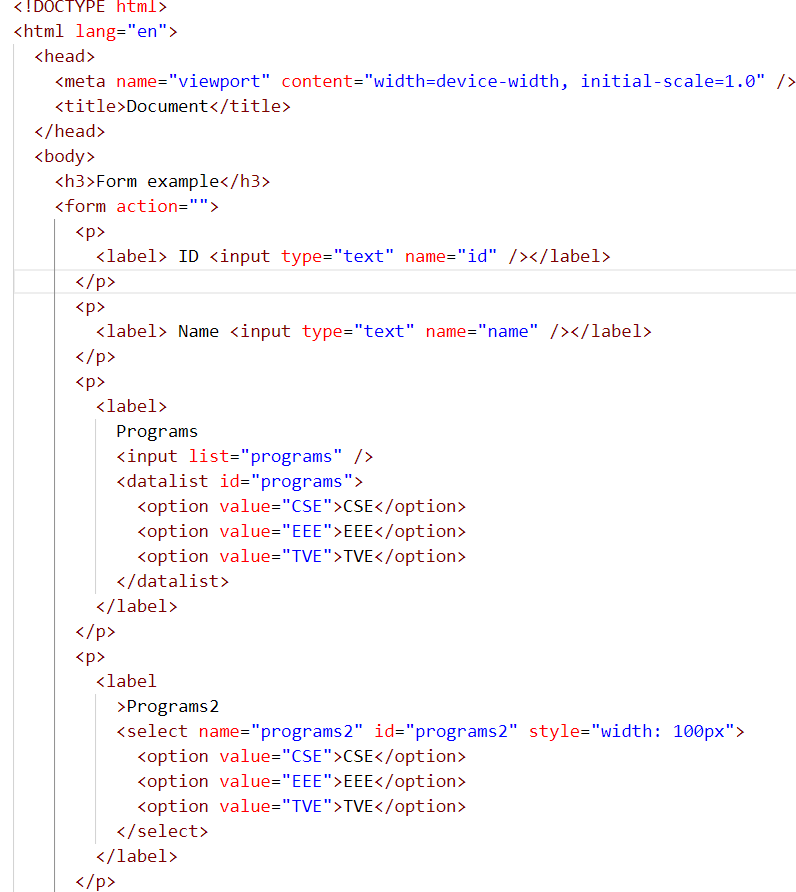 <!DOCTYPE html>
<html lang="en">
  <head>
    <meta name="viewport" content="width=device-width, initial-scale=1.0" />
    <title>Document</title>
  </head>
  <body>
    <h3>Form example</h3>
    <form action="">
      <p>
        <label> ID <input type="text" name="id" /></label>
      </p>
      <p>
        <label> Name <input type="text" name="name" /></label>
      </p>
      <p>
        <label>
          Programs
          <input list="programs" />
          <datalist id="programs">
            <option value="CSE">CSE</option>
            <option value="EEE">EEE</option>
            <option value="TVE">TVE</option>
          </datalist>
        </label>
      </p>
      <p>
        <label
          >Programs2
          <select name="programs2" id="programs2" style="width: 100px">
            <option value="CSE">CSE</option>
            <option value="EEE">EEE</option>
            <option value="TVE">TVE</option>
          </select>
        </label>
      </p>